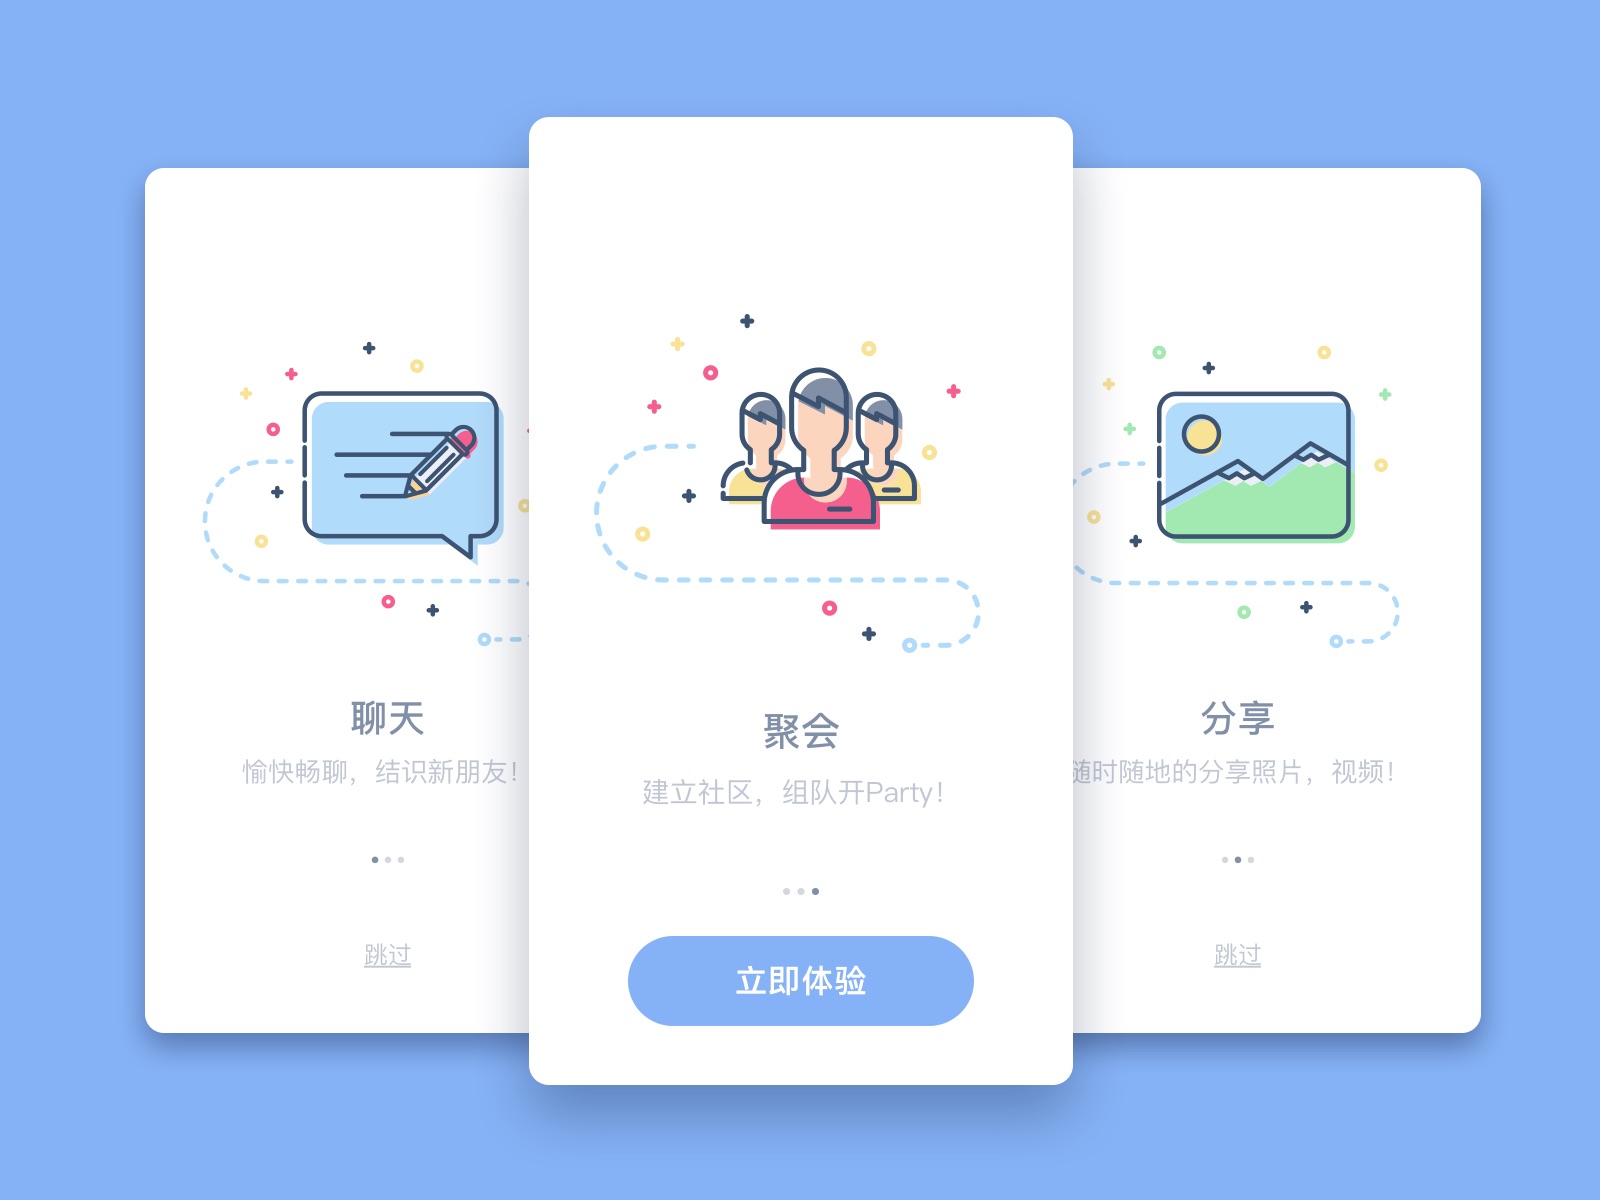 聊天
愉快畅聊，结识新朋友！
跳过
聚会
建立社区，组队开Party！
立即体验
分享
随时随地的分享照片，视频！
跳过